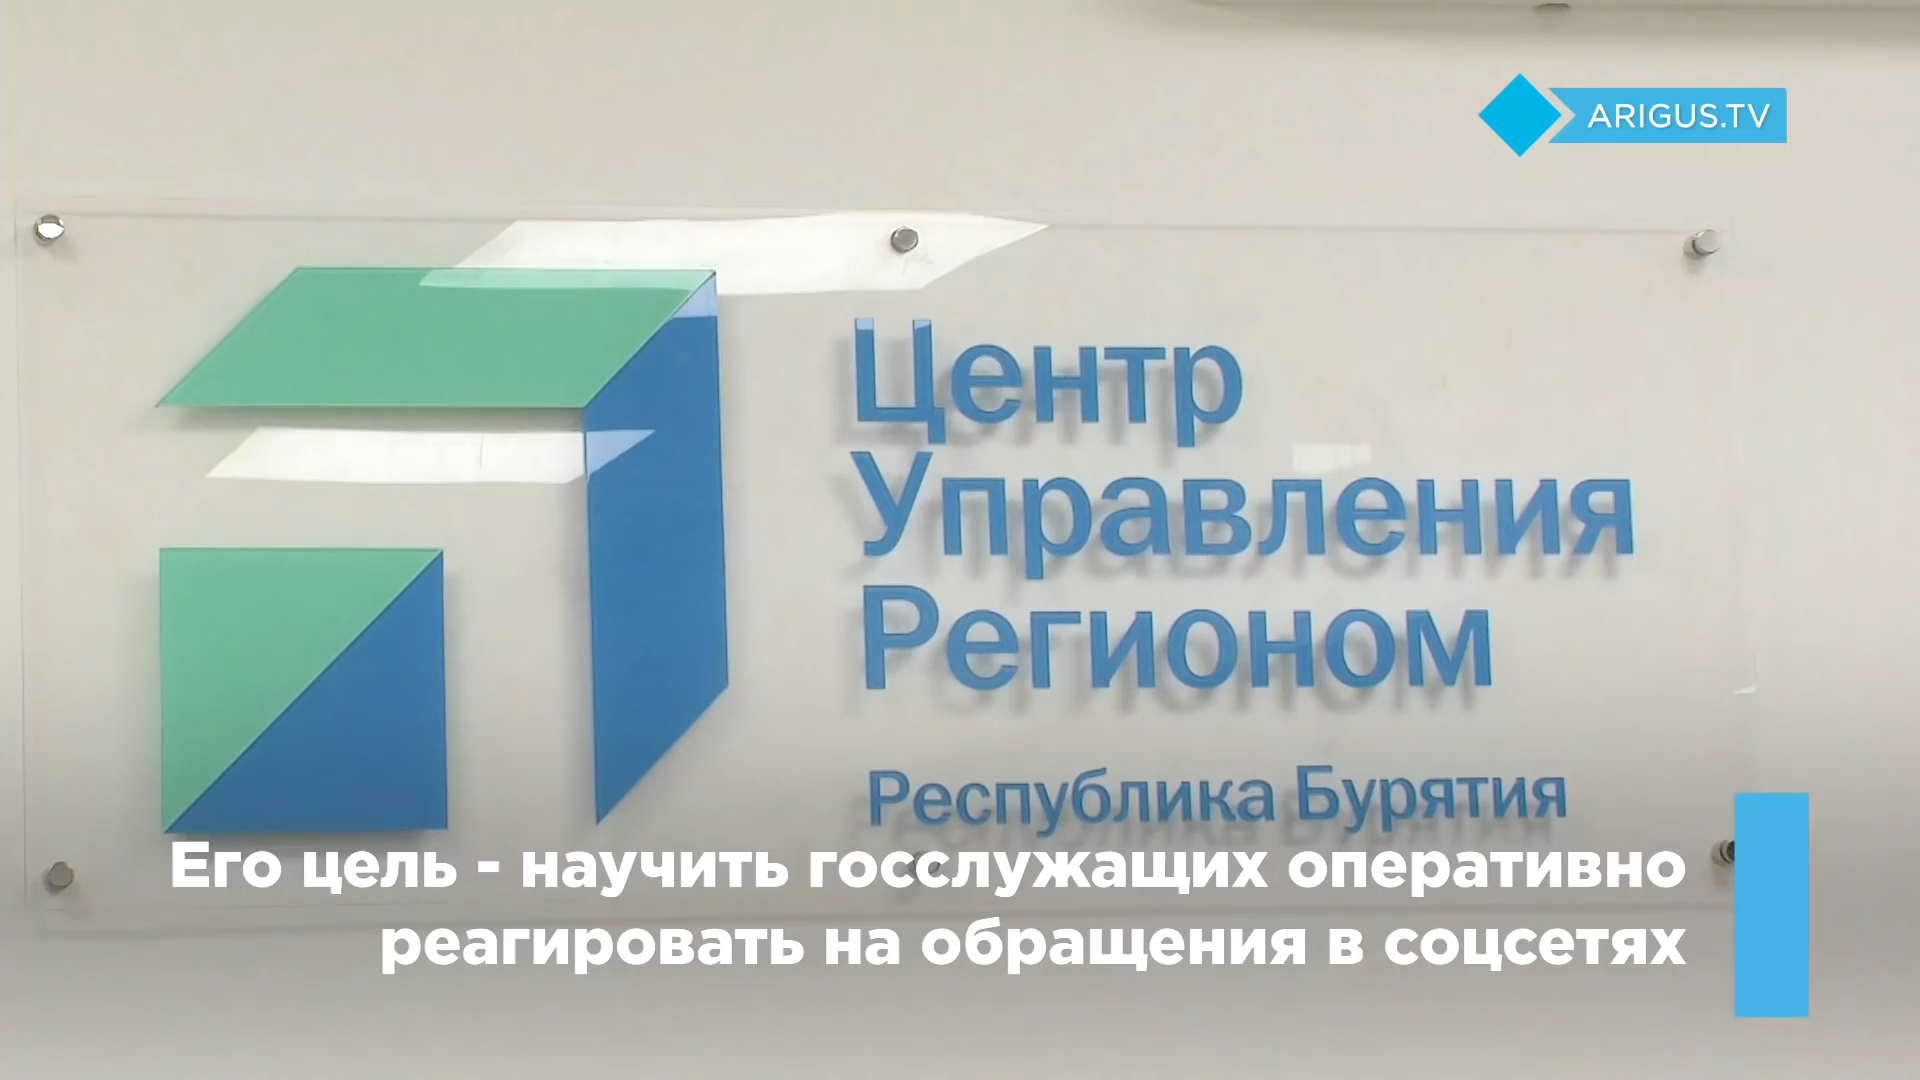 ARIGUS.TV
Центр
Управления
Регионом
Республика Бурятия
Его цель - научить госслужащих оперативно
реагировать на обращения в соцсетях